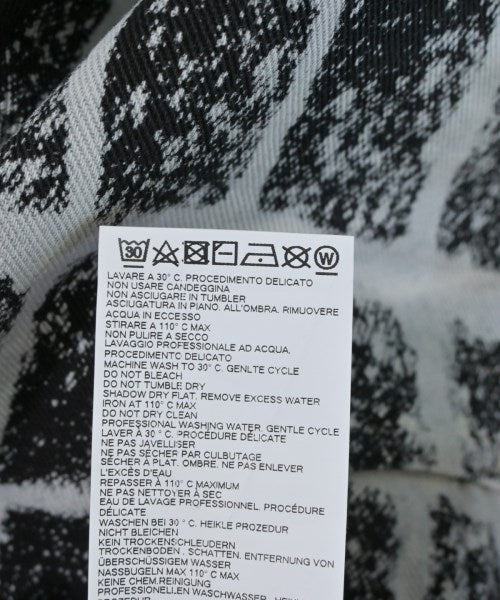 30 W
LAVARE A 30° C. PROCEDIMENTO DELICATO
NON USARE CANDEGGINA
NON ASCIUGARE IN TUMBLER
ASCIUGATURA IN PIANO. ALL'OMBRA. RIMUOVERE
ACQUA IN ECCESSO
STIRARE A 110° C MAX
NON PULIRE A SECCO
LAVAGGIO PROFESSIONALE AD ACQUA.
PROCEDIMENTO DELICATO
MACHINE WASH TO 30° C. GENLTE CYCLE
DO NOT BLEACH
DO NOT TUMBLE DRY
SHADOW DRY FLAT. REMOVE EXCESS WATER
IRON AT 110° C MAX
DO NOT DRY CLEAN
PROFESSIONAL WASHING WATER. GENTLE CYCLE
LAVER À 30 °C. PROCÉDURE DÉLICATE
NE PAS JAVELLISER
NE PAS SÉCHER PAR CULBUTAGE
SÉCHER À PLAT. OMBRE. NE PAS ENLEVER
L'EXCÈS D'EAU
REPASSER À 110° C MAXIMUM
NE PAS NETTOYER À SEC
EAU DE LAVAGE PROFESSIONNEL. PROCÉDURE
DÉLICATE
WASCHEN BEI 30 ° C. HEIKLE PROZEDUR
NICHT BLEICHEN
KEIN TROCKENSCHLEUDERN
TROCKENBODEN . SCHATTEN. ENTFERNUNG VON
ÜBERSCHÜSSIGEM WASSER
NASSBUGELN MAX 110° C MAX
KEINE CHEM.REINIGUNG
PROFESSIONELLEN WASCHWASSER. HEIKLE
PROZEDUR